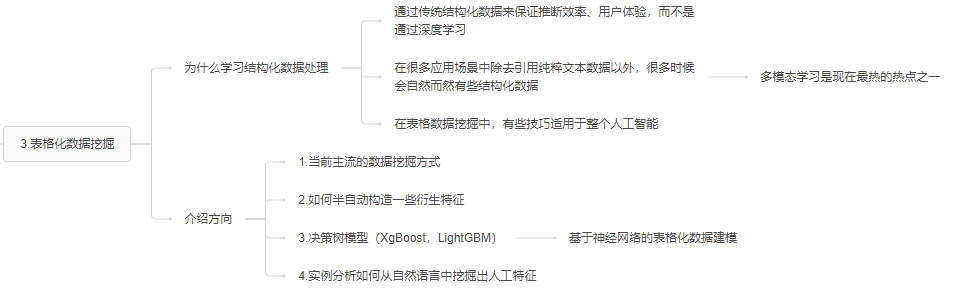 3.表格化数据挖掘
为什么学习结构化数据处理
通过传统结构化数据来保证推断效率、用户体验，而不是
通过深度学习
在很多应用场景中除去引用纯粹文本数据以外，很多时候
会自然而然有些结构化数据
多模态学习是现在最热的热点之一
在表格数据挖掘中，有些技巧适用于整个人工智能
介绍方向
1.当前主流的数据挖掘方式
2.如何半自动构造一些衍生特征
3.决策树模型（XgBoost，LightGBM）
基于神经网络的表格化数据建模
4.实例分析如何从自然语言中挖掘出人工特征